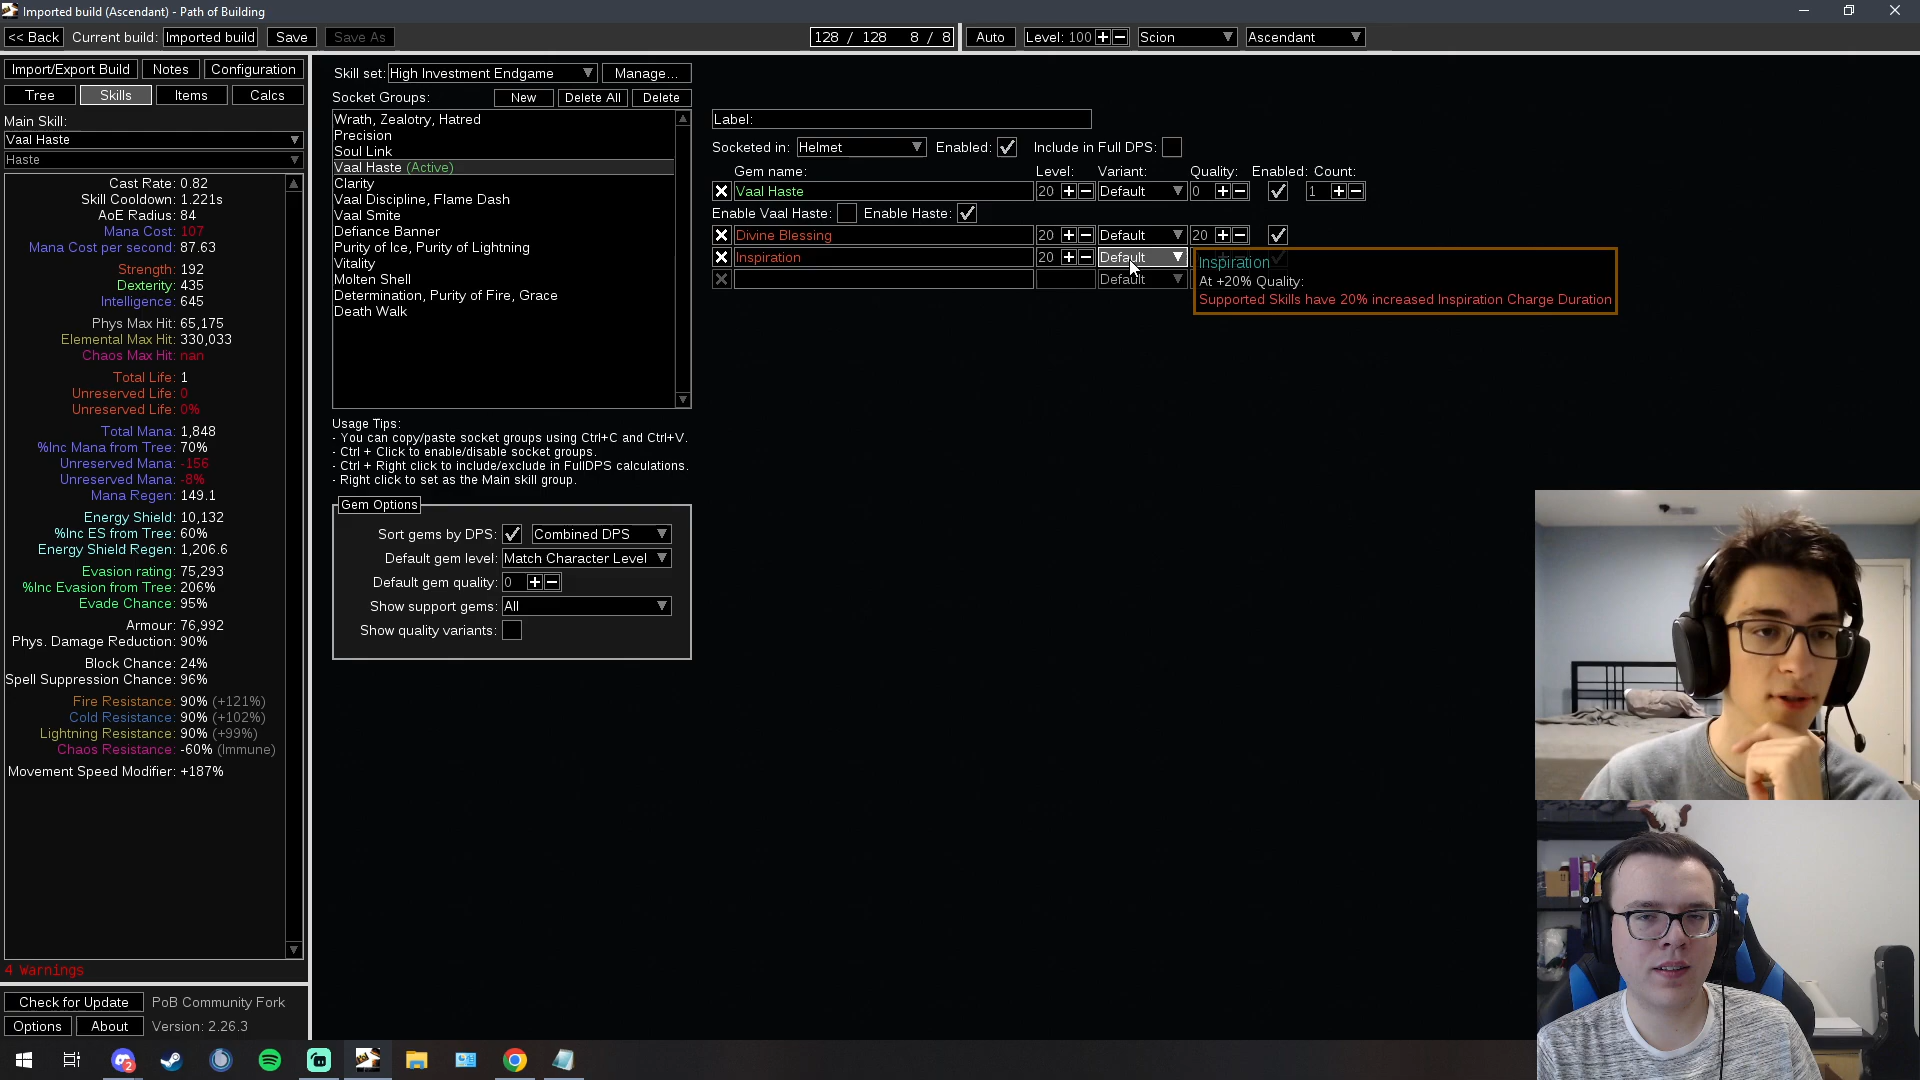 Imported build (Ascendant) - Path of Building
<< Back Current build: Imported build Save Save As 128 / 128 8 / 8 Auto Level: 100 Scion Ascendant
Import/Export Build Notes Configuration
Tree Skills Items Calcs
Main Skill:
Vaal Haste
Haste
Cast Rate: 0.82
Skill Cooldown: 1.221s
AoE Radius: 84
Mana Cost: 107
Mana Cost per second: 87.63
Strength: 192
Dexterity: 435
Intelligence: 645
Phys Max Hit: 65,175
Elemental Max Hit: 330,033
Chaos Max Hit: nan
Total Life: 1
Unreserved Life: 0
Unreserved Life: 0%
Total Mana: 1,848
%Inc Mana from Tree: 70%
Unreserved Mana: -156
Unreserved Mana: -8%
Mana Regen: 149.1
Energy Shield: 10,132
%Inc ES from Tree: 60%
Energy Shield Regen: 1,206.6
Evasion rating: 75,293
%Inc Evasion from Tree: 206%
Evade Chance: 95%
Armour: 76,992
Phys. Damage Reduction: 90%
Block Chance: 24%
Spell Suppression Chance: 96%
Fire Resistance: 90% (+121%)
Cold Resistance: 90% (+102%)
Lightning Resistance: 90% (+99%)
Chaos Resistance: -60% (Immune)
Movement Speed Modifier: +187%
4 Warnings
Check for Update PoB Community Fork
Options About Version: 2.26.3
Skill set: High Investment Endgame Manage...
Socket Groups: New Delete All Delete
Wrath, Zealotry, Hatred
Precision
Soul Link
Vaal Haste (Active)
Clarity
Vaal Discipline, Flame Dash
Vaal Smite
Defiance Banner
Purity of Ice, Purity of Lightning
Vitality
Molten Shell
Determination, Purity of Fire, Grace
Death Walk
Usage Tips:
- You can copy/paste socket groups using Ctrl+C and Ctrl+V.
- Ctrl + Click to enable/disable socket groups.
- Ctrl + Right click to include/exclude in FullDPS calculations.
- Right click to set as the Main skill group.
Gem Options
Sort gems by DPS: Combined DPS
Default gem level: Match Character Level
Default gem quality: 0
Show support gems: All
Show quality variants:
Label:
Socketed in: Helmet Enabled: Include in Full DPS:
Gem name: Level: Variant: Quality: Enabled: Count:
Vaal Haste 20 Default 0 1
Enable Vaal Haste: Enable Haste:
Divine Blessing 20 Default 20
Inspiration 20 Default
Default
Inspiration
At +20% Quality:
Supported Skills have 20% increased Inspiration Charge Duration
2